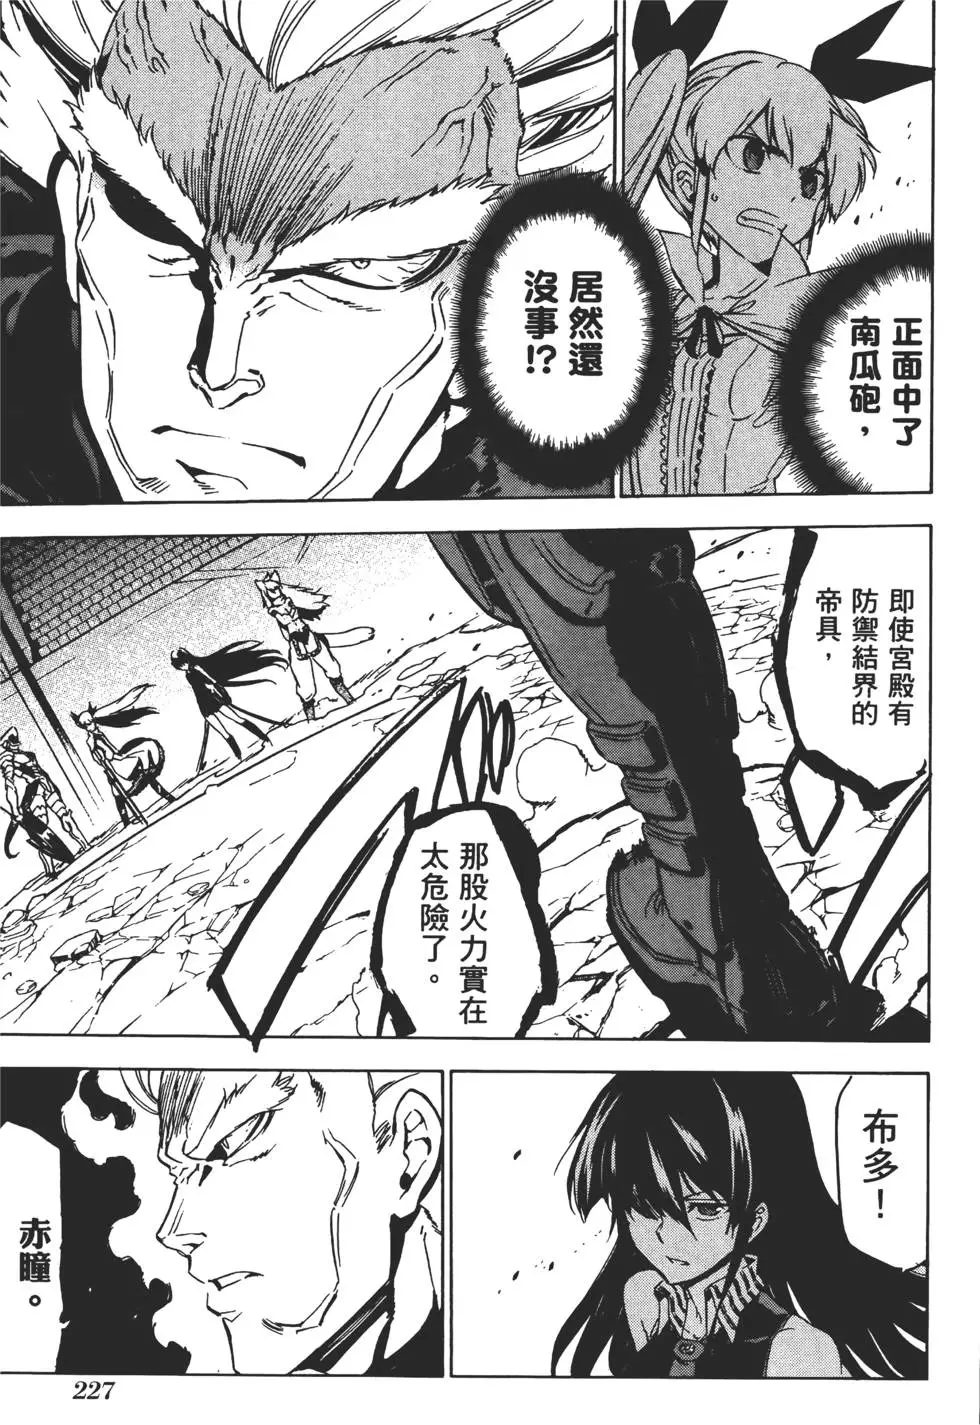 正面中了
南瓜砲，
居然還
沒事!?
即使宮殿有
防禦結界的
帝具，
那股火力實在
太危險了。
布多！
赤瞳。
227